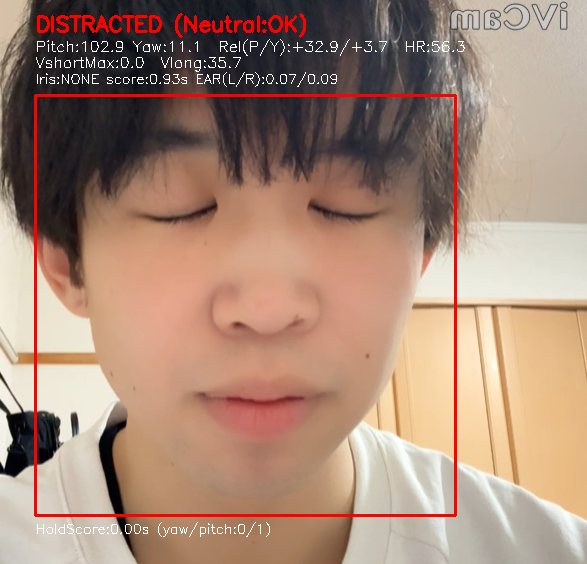 DISTRACTED (Neutral:OK)
iVCam
Pitch:102.9 Yaw:11.1 Rel(P/Y):+32.9/+3.7 HR:56.3
VshortMax:0.0 Vlong:35.7
Iris:NONE score:0.93s EAR(L/R):0.07/0.09
HoldScore:0.00s (yaw/pitch:0/1)